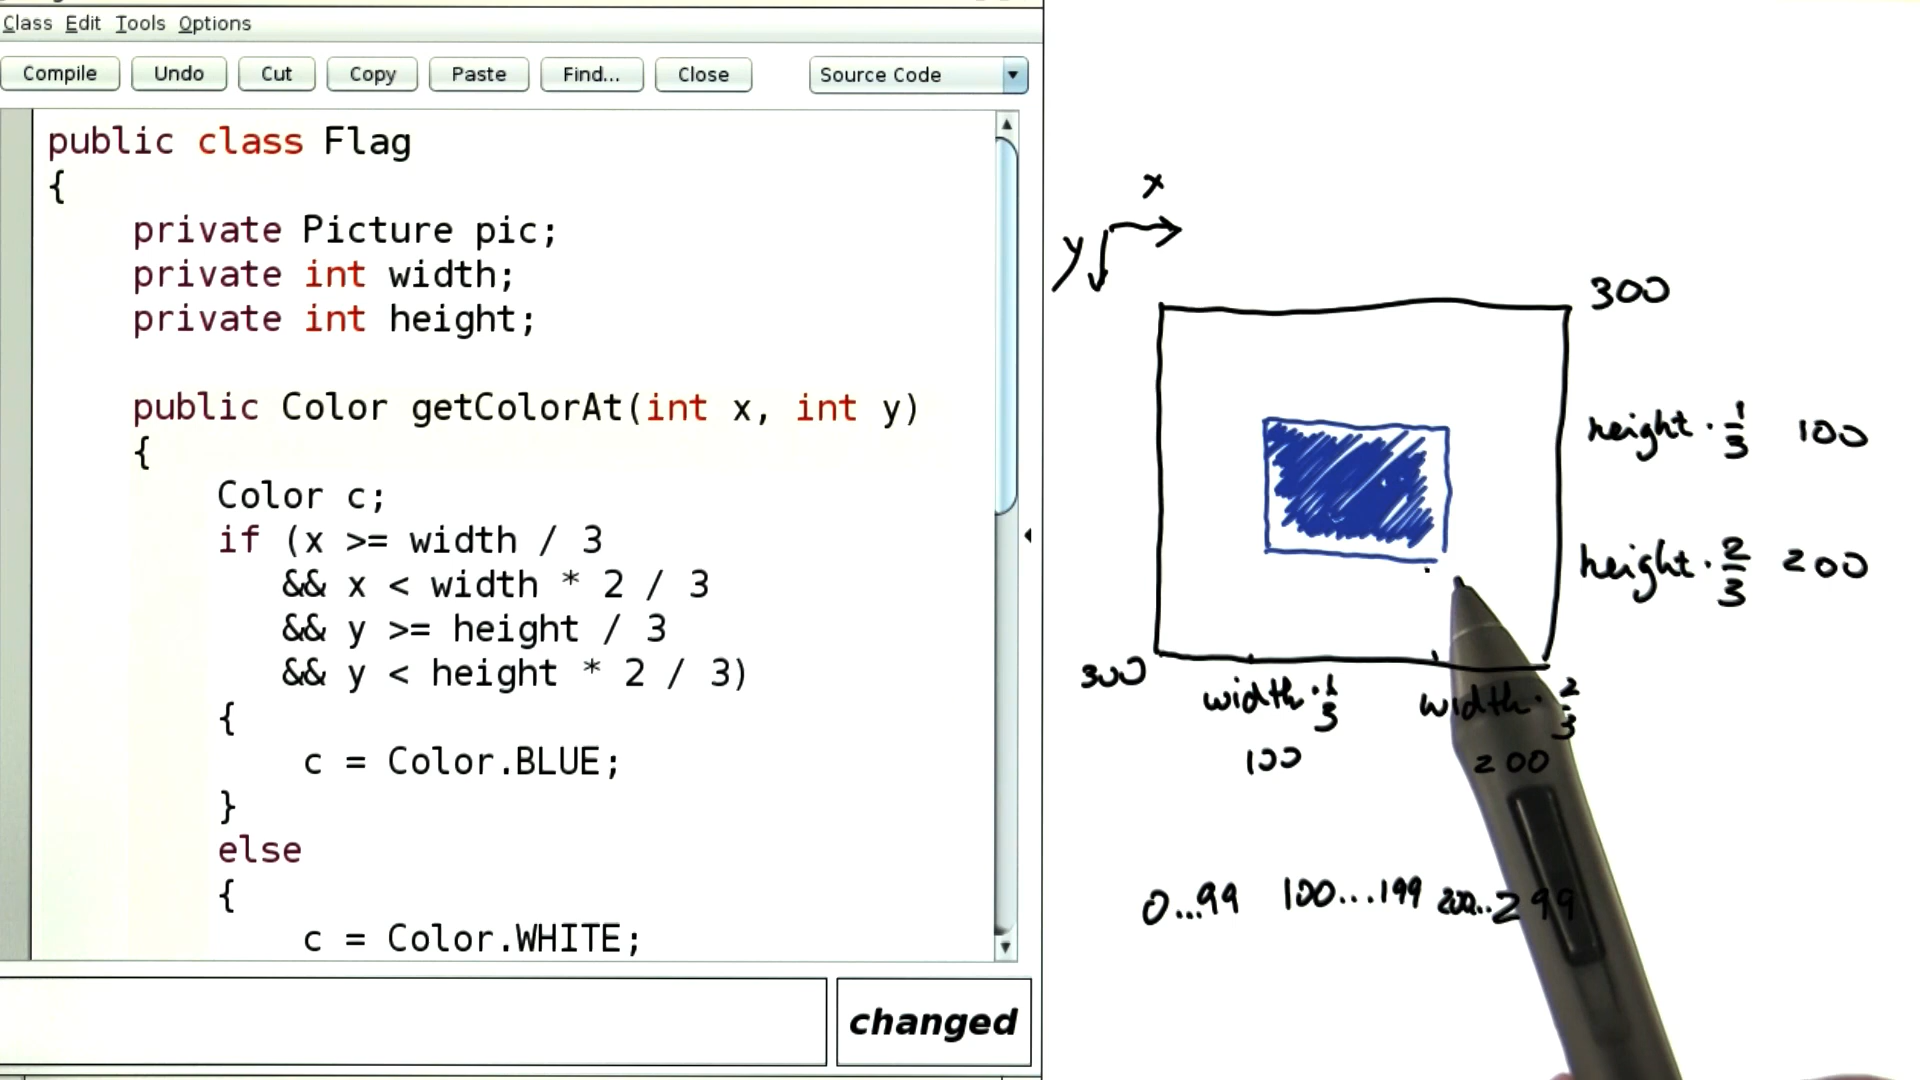 Class Edit Tools Options
Compile Undo Cut Copy Paste Find... Close Source Code
public class Flag
{
private Picture pic;
private int width;
private int height;
public Color getColorAt(int x, int y)
{
Color c;
if (x >= width / 3
&& x < width * 2 / 3
&& y >= height / 3
&& y < height * 2 / 3)
{
c = Color.BLUE;
}
else
{
c = Color.WHITE;
changed
x
y
300
height · 1/3 100
height · 2/3 200
300
width · 1/3 width · 2/3
100 200
0...99 100...199 200...299